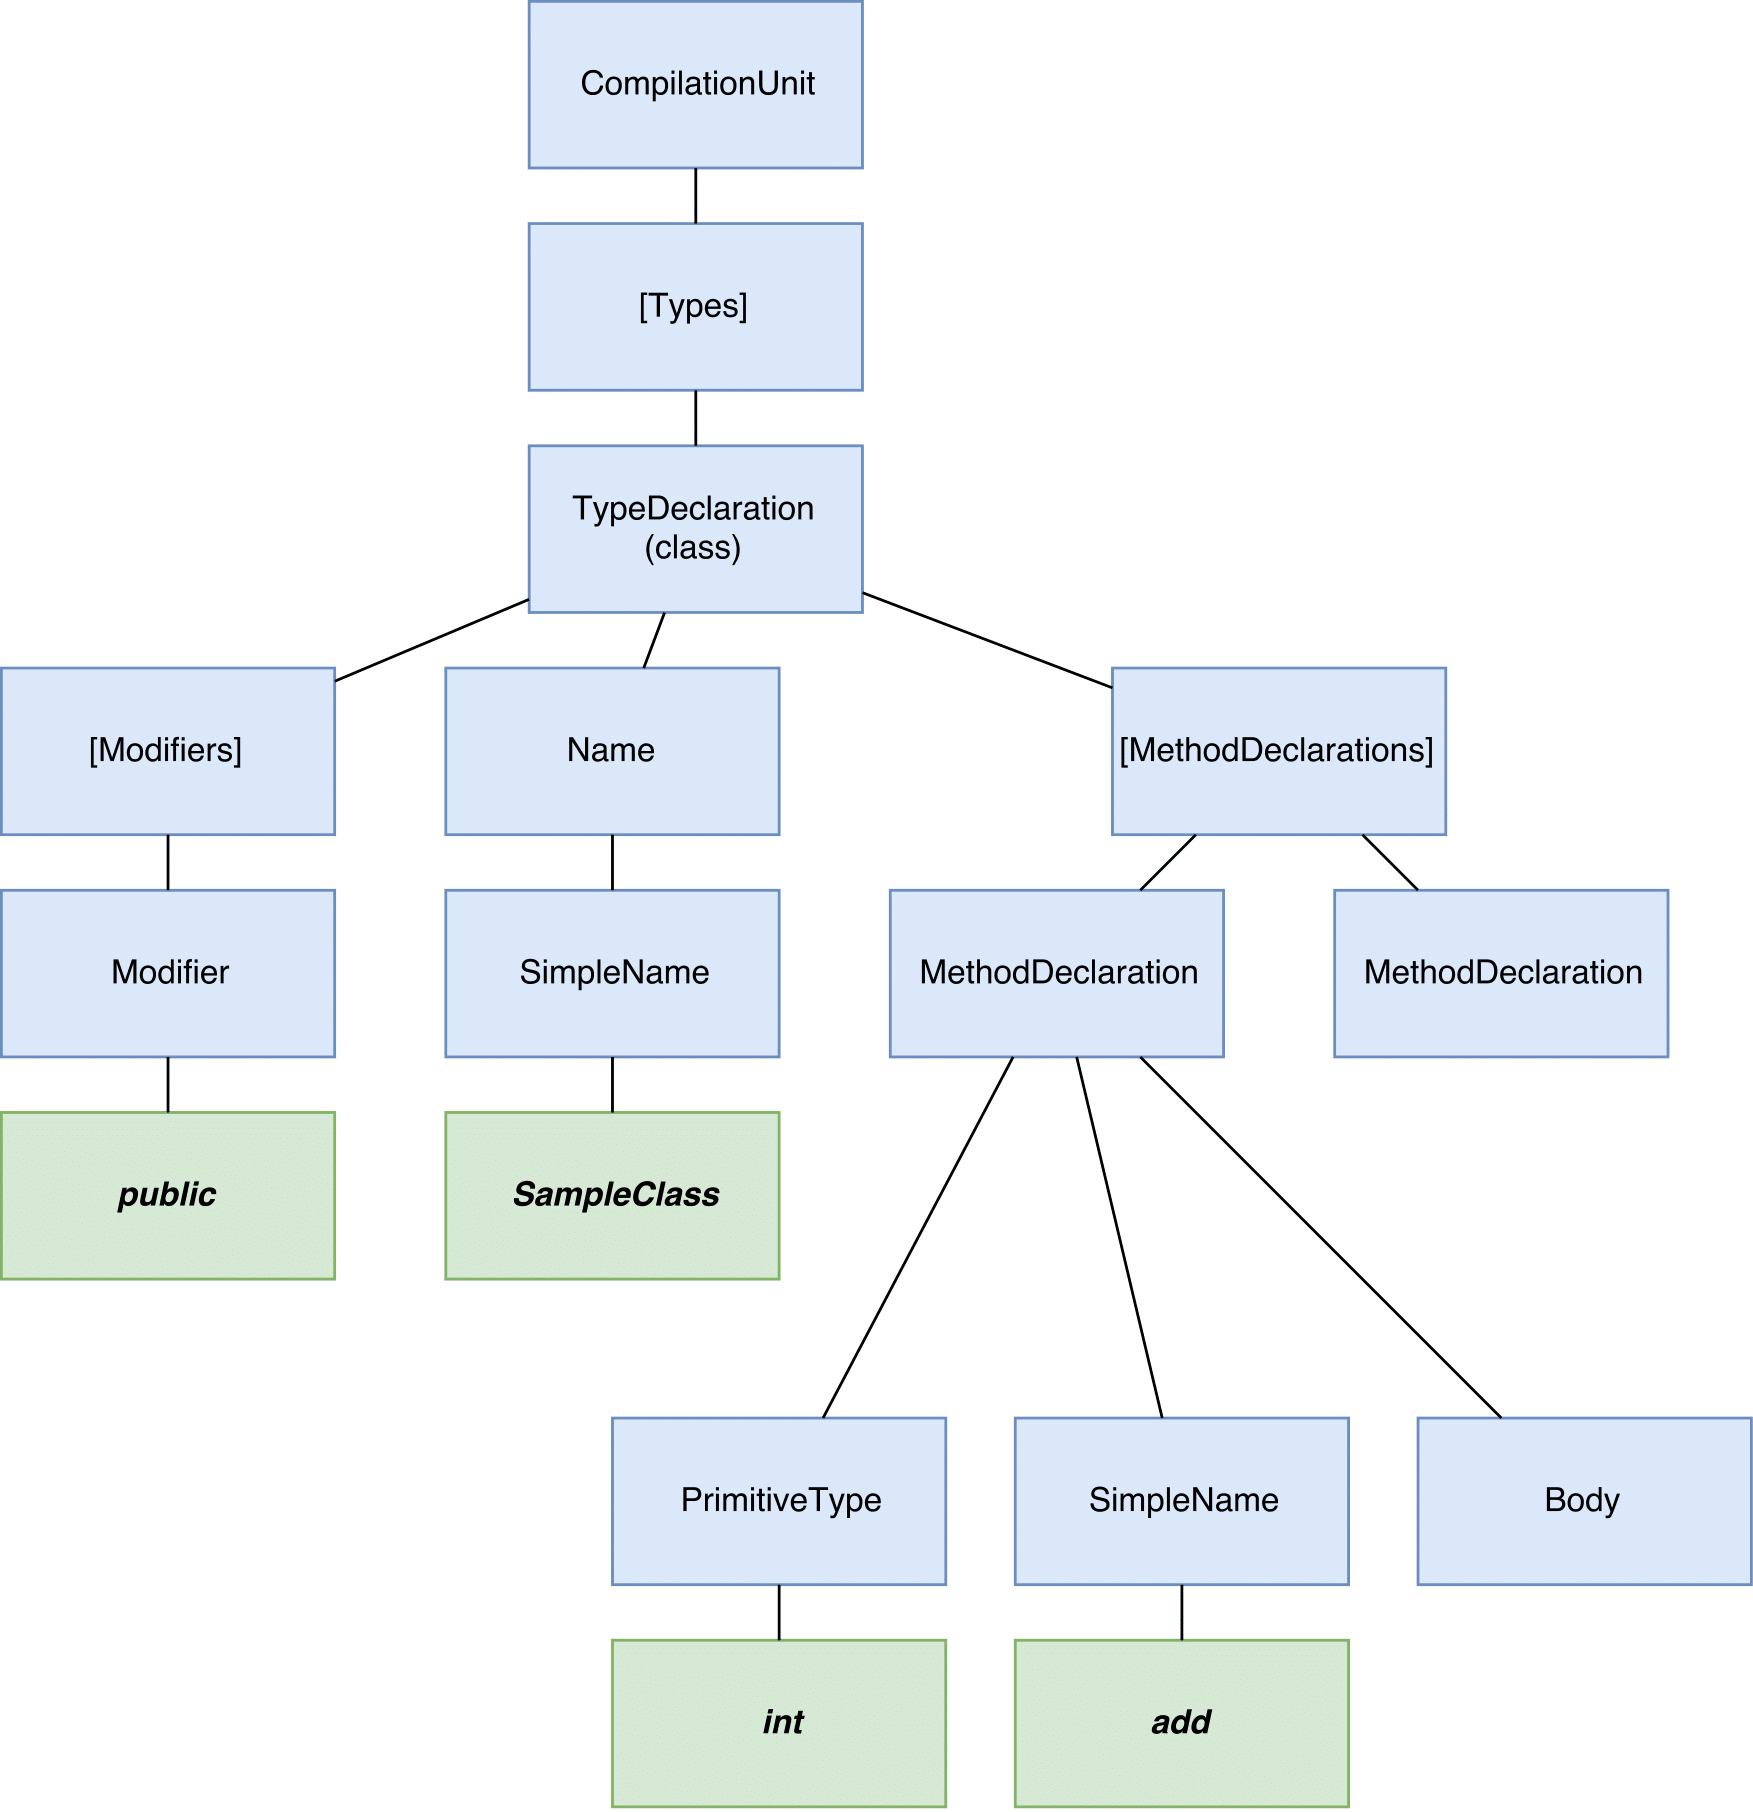 CompilationUnit
[Types]
TypeDeclaration
(class)
[Modifiers]
Name
[MethodDeclarations]
Modifier
SimpleName
MethodDeclaration
MethodDeclaration
public
SampleClass
PrimitiveType
SimpleName
Body
int
add